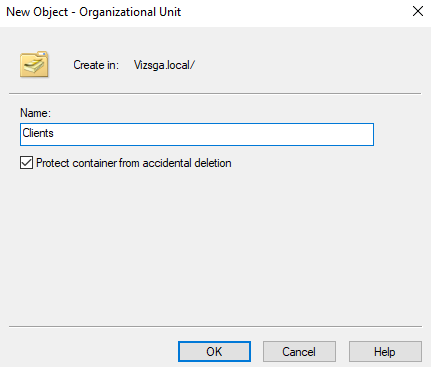 New Object - Organizational Unit
Create in: Vizsga.local/
Name:
Clients
Protect container from accidental deletion
OK Cancel Help